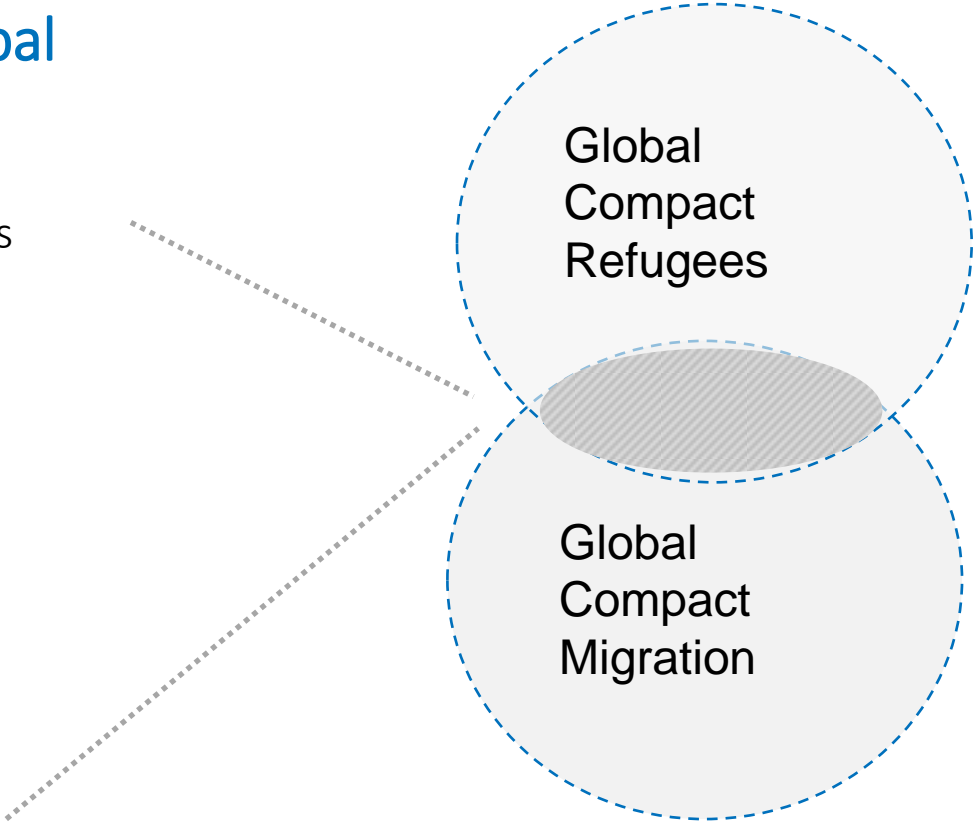 bal
s
Global
Compact
Refugees
Global
Compact
Migration